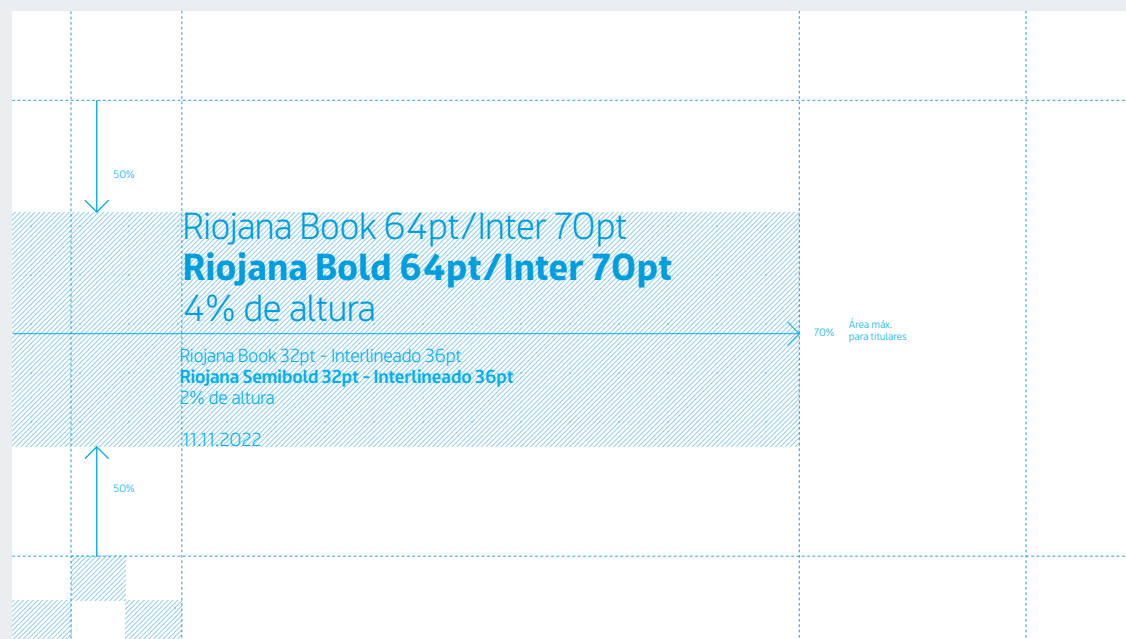 50%
Riojana Book 64pt/Inter 70pt
Riojana Bold 64pt/Inter 70pt
4% de altura
70%
Área máx.
para titulares
Riojana Book 32pt - Interlineado 36pt
Riojana Semibold 32pt - Interlineado 36pt
2% de altura
11.11.2022
50%